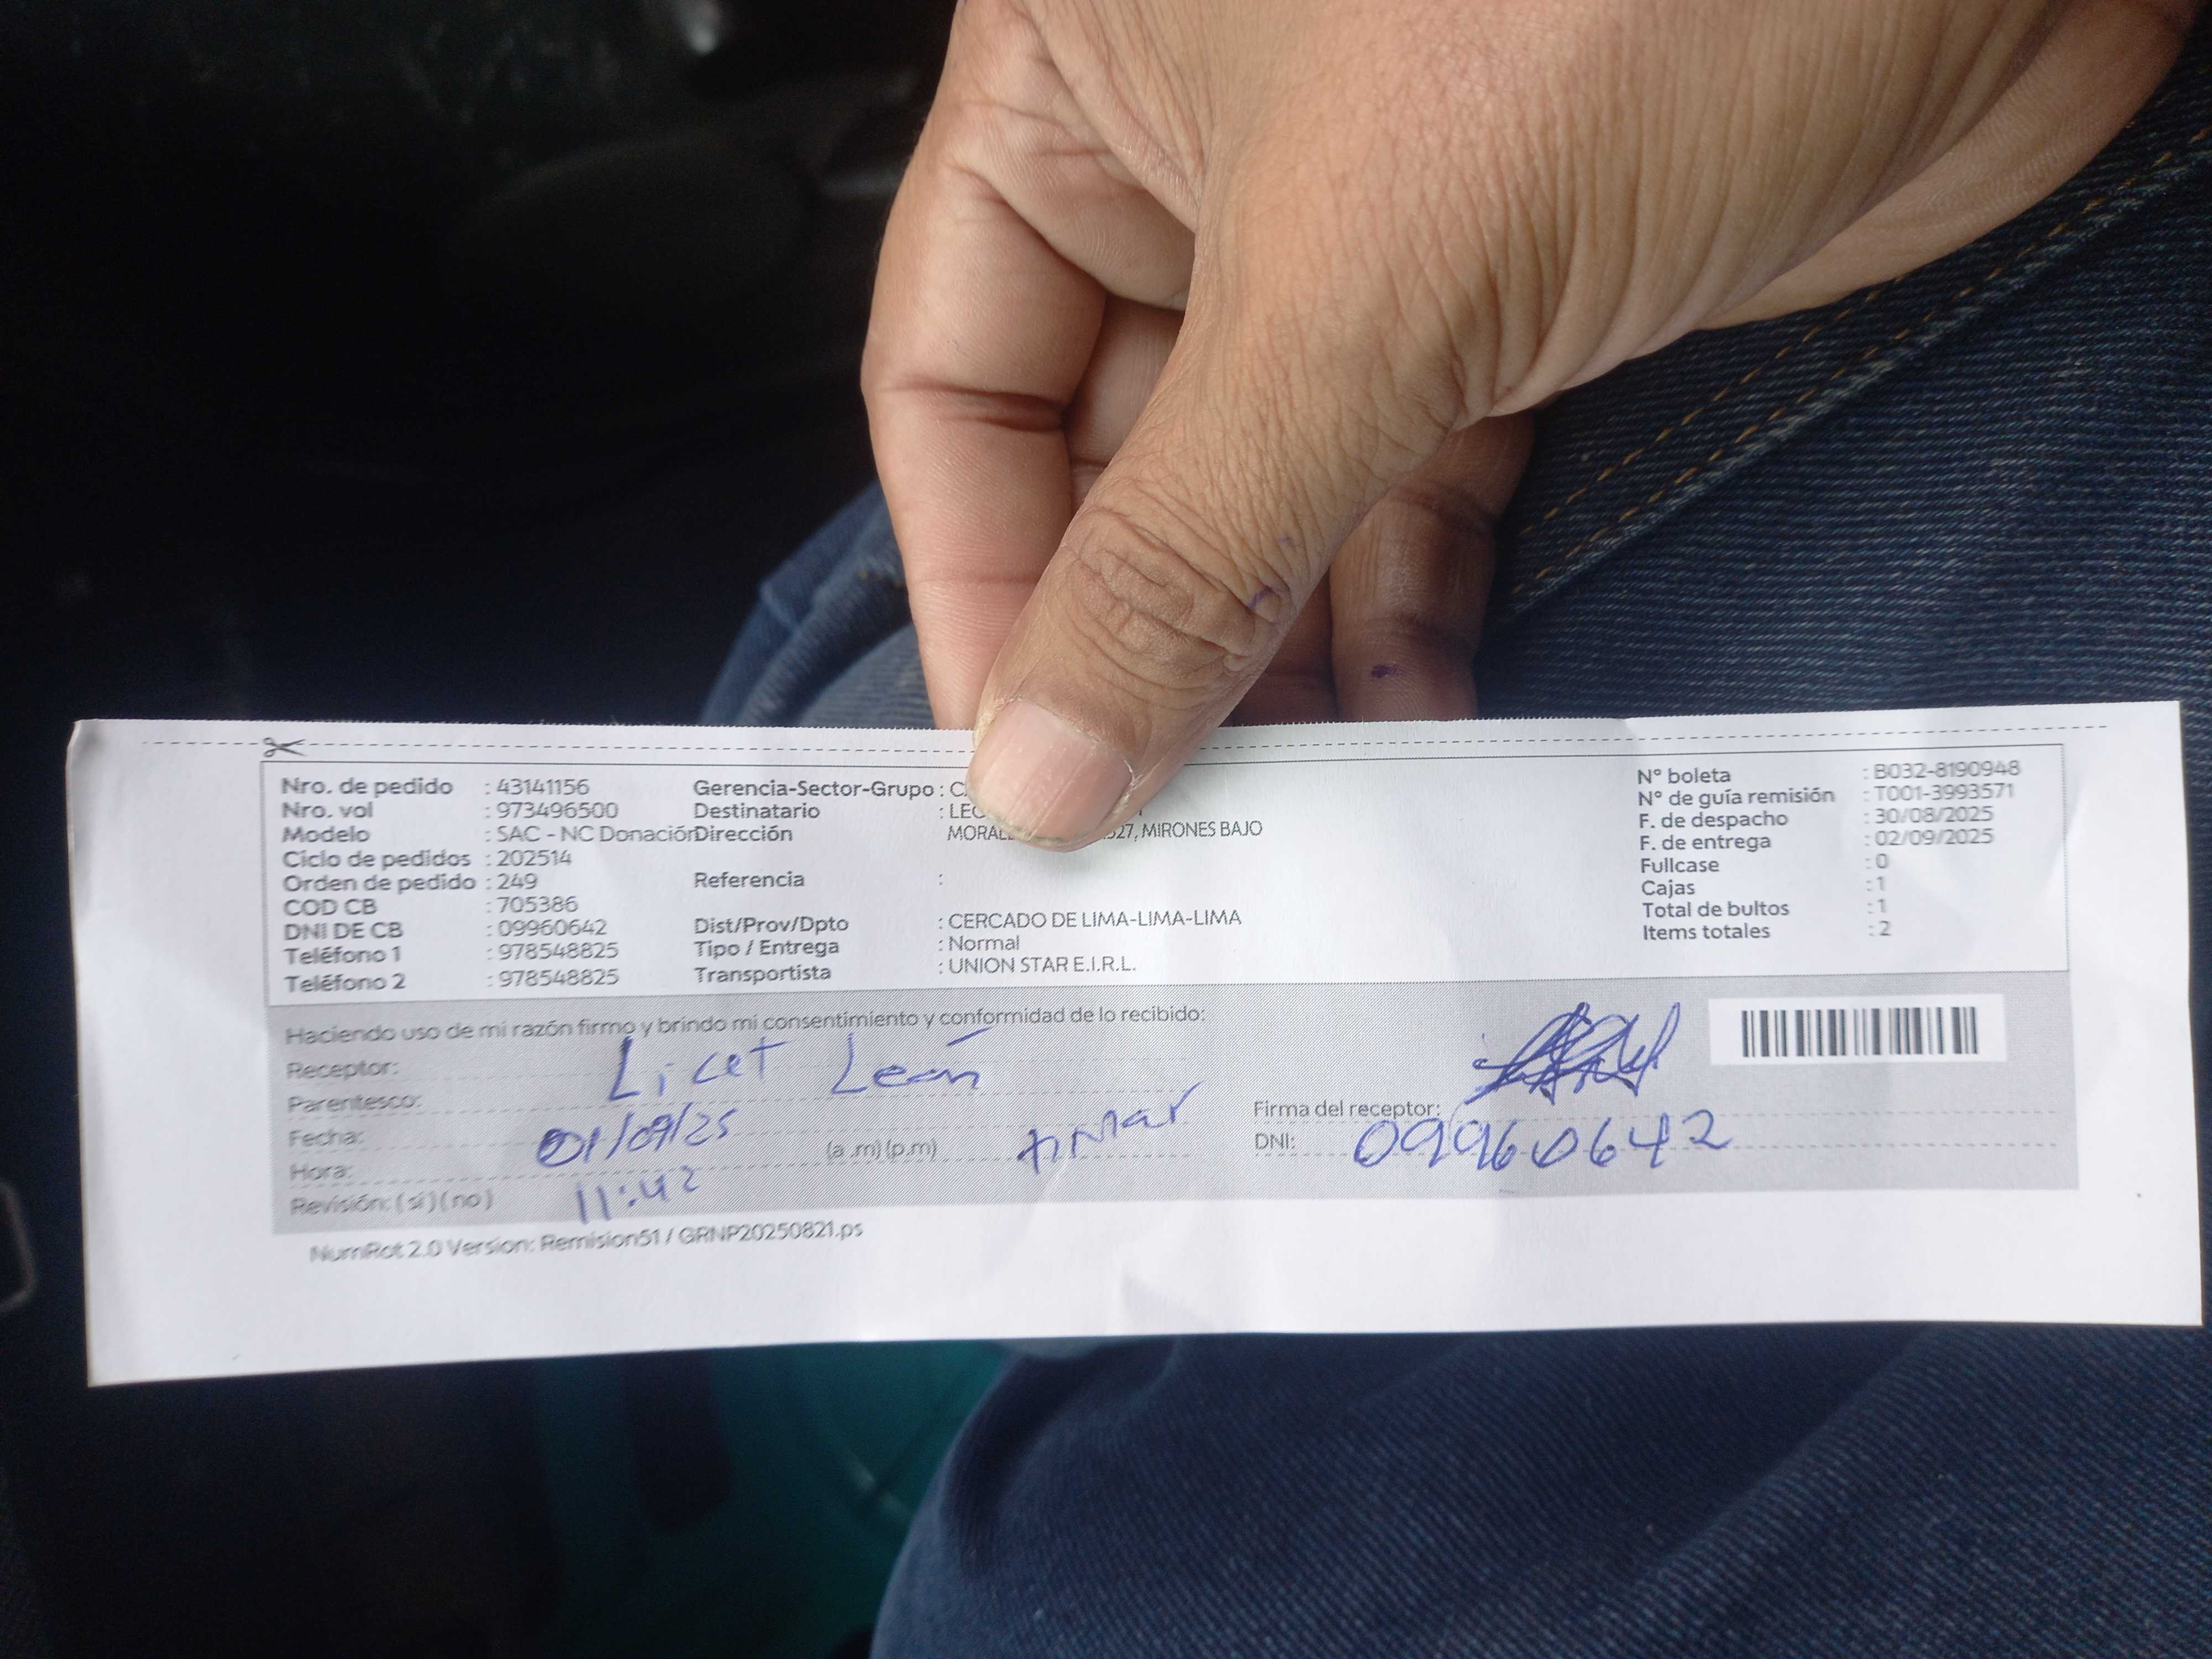 Nro. de pedido : 43141156 Gerencia-Sector-Grupo : Nº boleta : B032-8190948
Nro. vol : 973496500 Destinatario : Nº de guía remisión : T001-3993571
Modelo : SAC - NC Donación Dirección 527, MIRONES BAJO F. de despacho : 30/08/2025
Ciclo de pedidos : 202514 F. de entrega : 02/09/2025
Orden de pedido : 249 Referencia : Fullcase : 0
COD CB : 705386 Cajas : 1
DNI DE CB : 09960642 Dist/Prov/Dpto : CERCADO DE LIMA-LIMA-LIMA Total de bultos : 1
Teléfono 1 : 978548825 Tipo / Entrega : Normal Items totales : 2
Teléfono 2 : 978548825 Transportista : UNION STAR E.I.R.L.
Haciendo uso de mi razón firmo y brindo mi consentimiento y conformidad de lo recibido:
Receptor: Licet León
Parentesco: Firma del receptor:
Fecha: 01/09/25 (a .m) (p.m) DNI: 09960642
Hora: 11:42
Revisión: ( si ) ( no )
NumRot 2.0 Version: Remision51 / GRNP20250821.ps